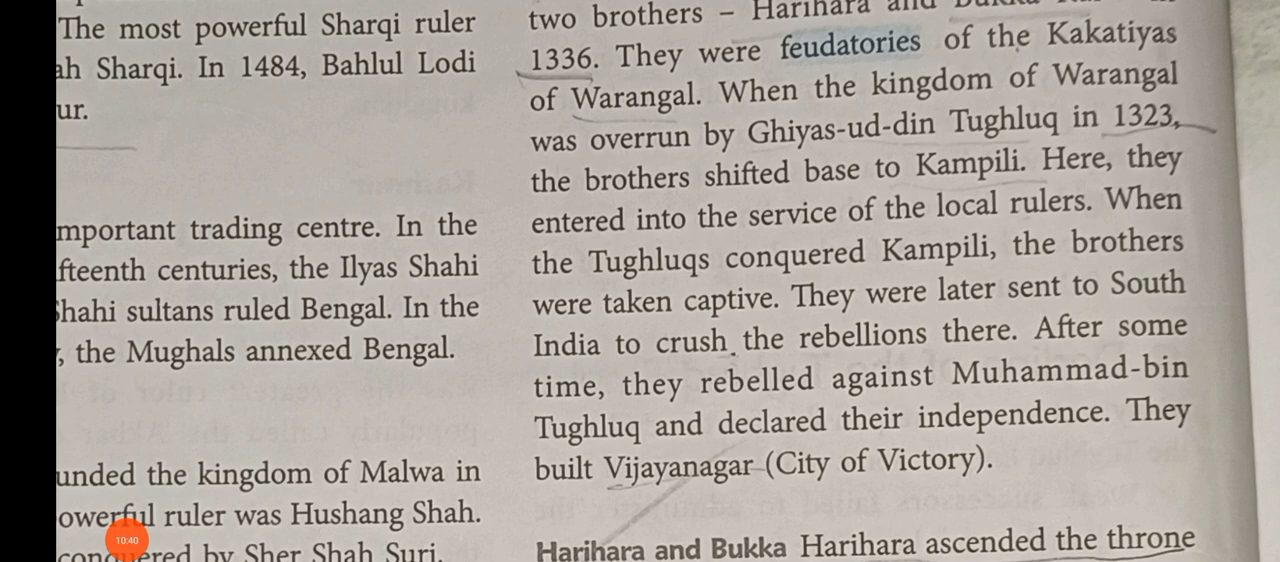 The most powerful Sharqi ruler
ah Sharqi. In 1484, Bahlul Lodi
ur.
mportant trading centre. In the
fteenth centuries, the Ilyas Shahi
Shahi sultans ruled Bengal. In the
, the Mughals annexed Bengal.
unded the kingdom of Malwa in
owerful ruler was Hushang Shah.
conquered by Sher Shah Suri.
10:40
two brothers – Harihara and
1336. They were feudatories of the Kakatiyas
of Warangal. When the kingdom of Warangal
was overrun by Ghiyas-ud-din Tughluq in 1323,
the brothers shifted base to Kampili. Here, they
entered into the service of the local rulers. When
the Tughluqs conquered Kampili, the brothers
were taken captive. They were later sent to South
India to crush the rebellions there. After some
time, they rebelled against Muhammad-bin
Tughluq and declared their independence. They
built Vijayanagar (City of Victory).
Harihara and Bukka Harihara ascended the throne